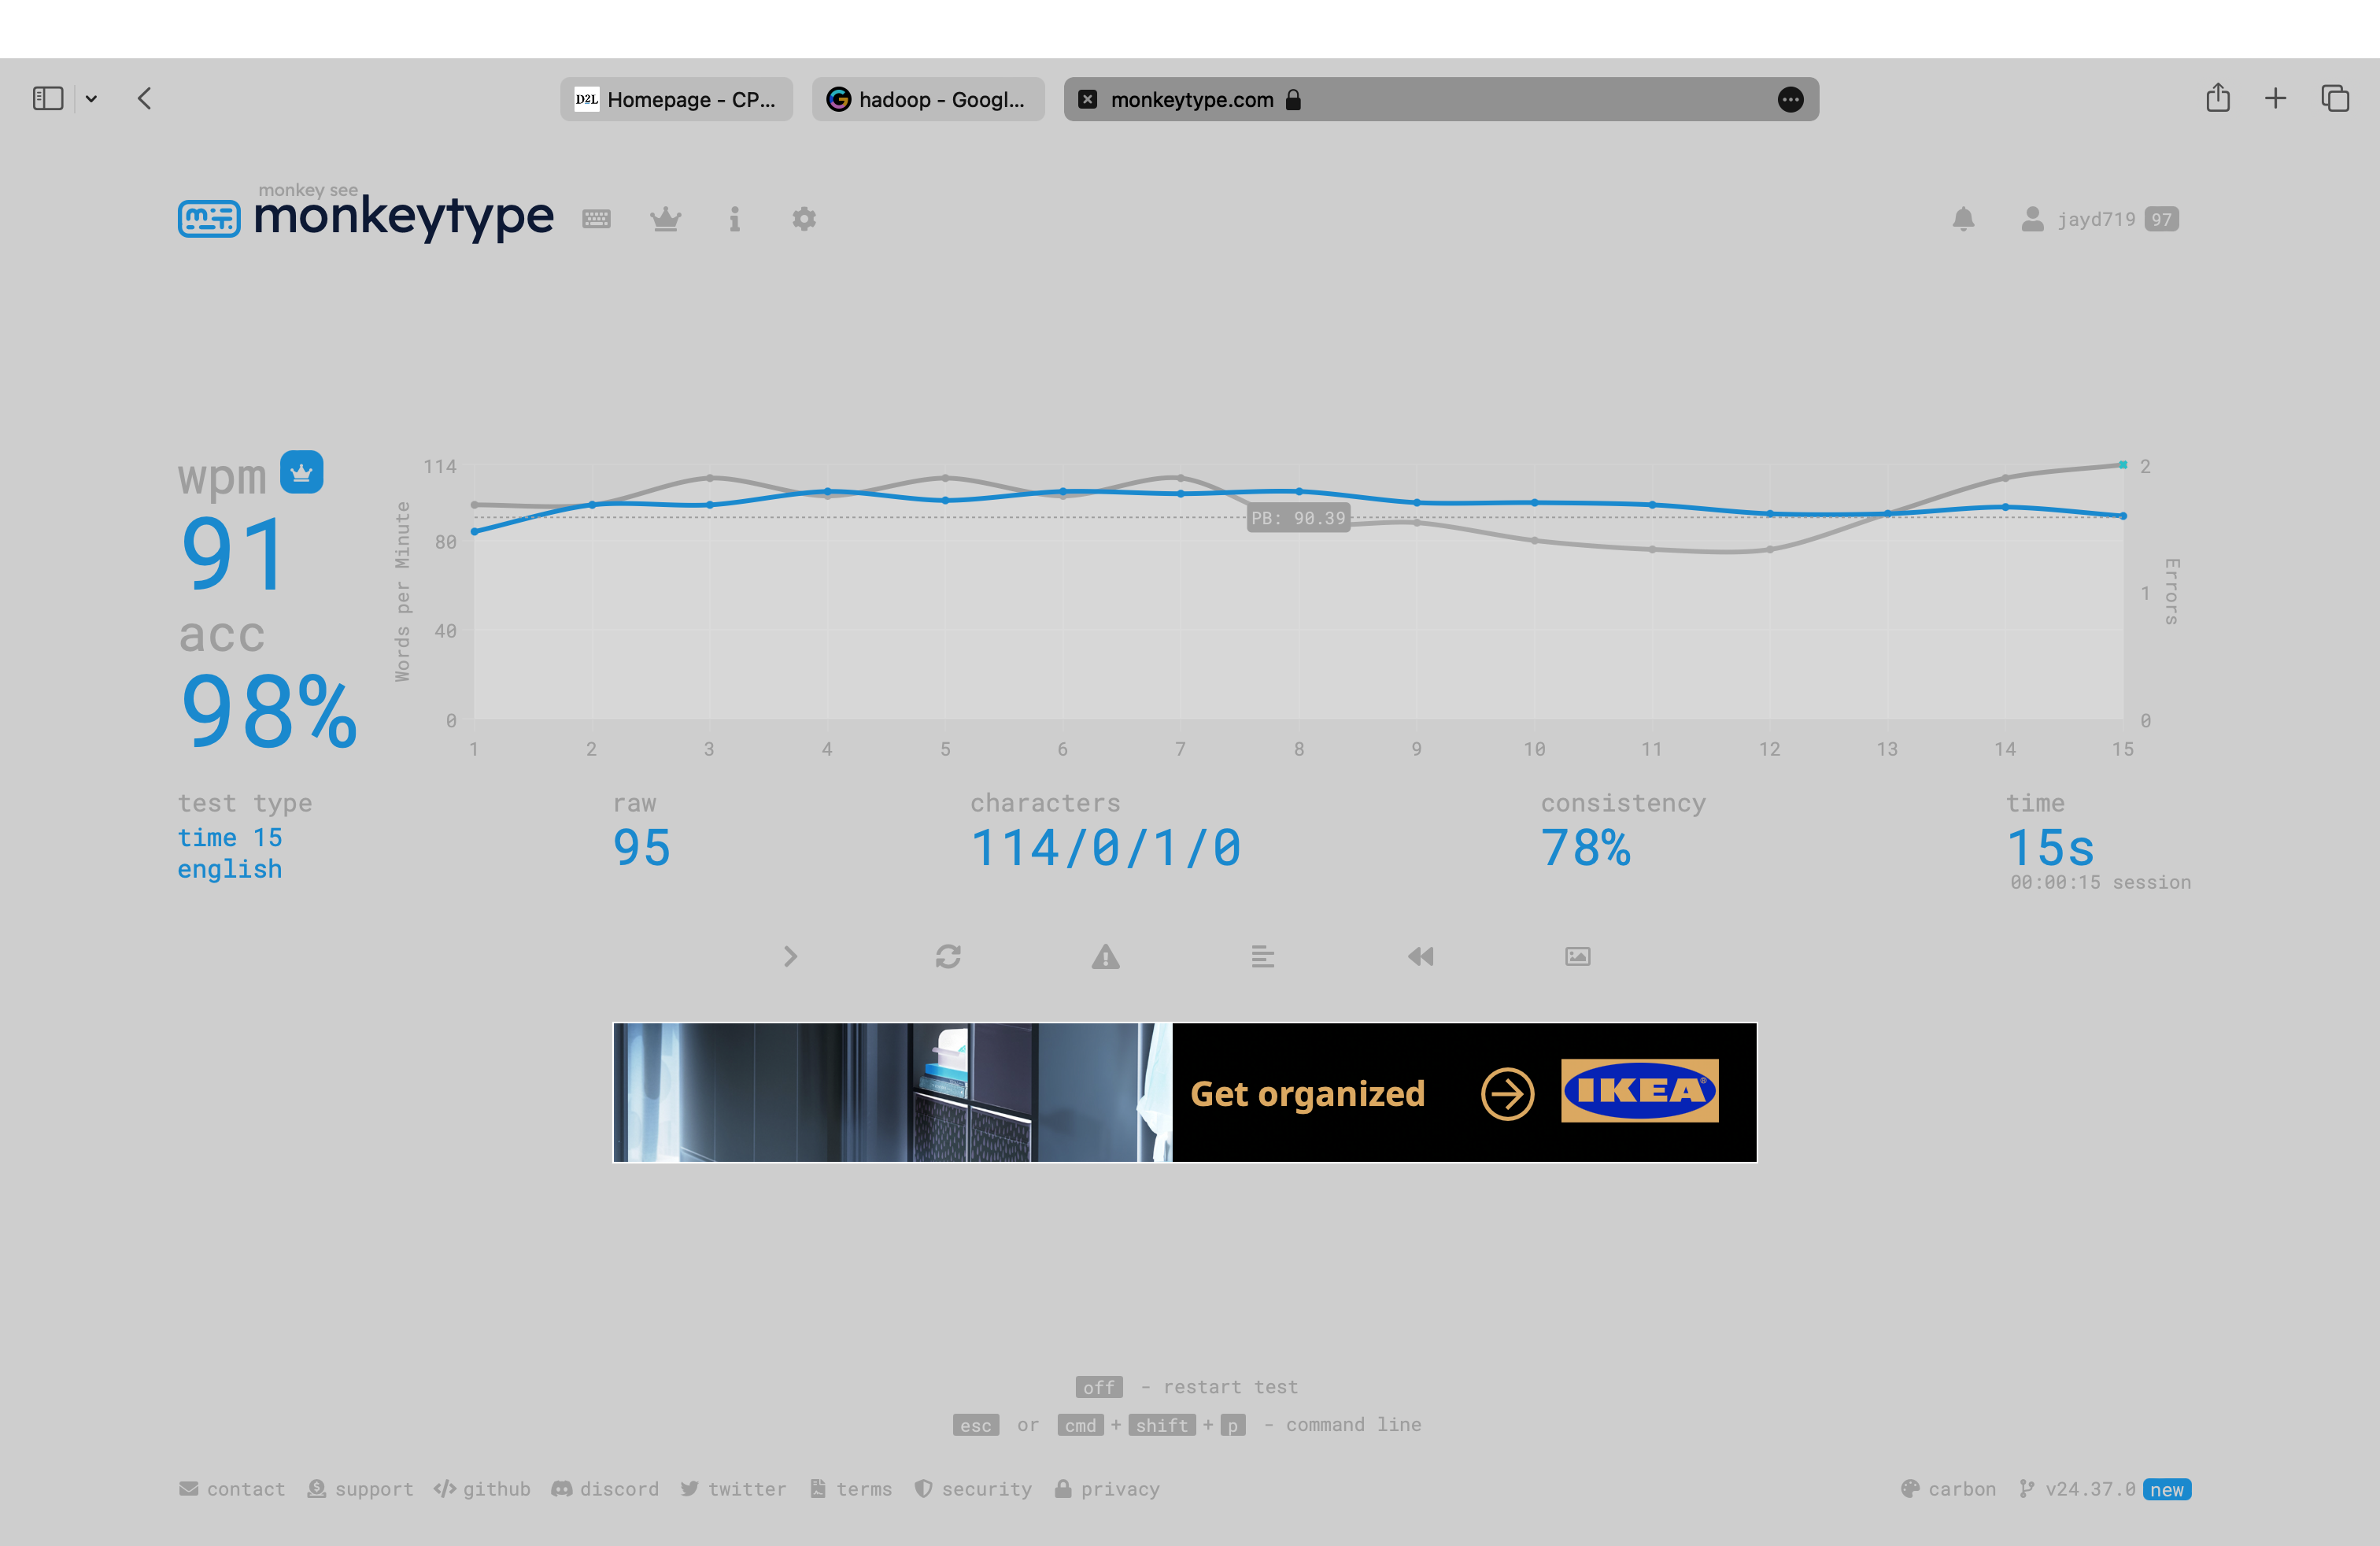 Homepage - CP...
hadoop - Googl...
monkeytype.com
monkey see
monkeytype
jayd719 97
wpm
91
acc
98%
Words per Minute
114
80
40
0
PB: 90.39
2
1
0
Errors
1 2 3 4 5 6 7 8 9 10 11 12 13 14 15
test type
time 15
english
raw
95
characters
114/0/1/0
consistency
78%
time
15s
00:00:15 session
Get organized
IKEA
off - restart test
esc or cmd + shift + p - command line
contact support github discord twitter terms security privacy
carbon v24.37.0 new